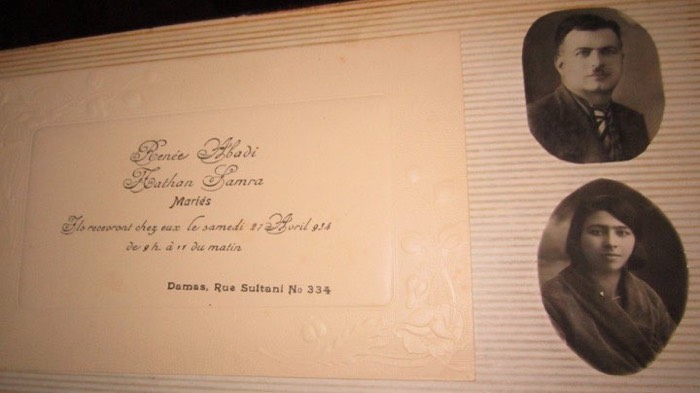 Renée Abadi
Nathan Samra
Mariés
Ils recevront chez eux le samedi 21 Avril 934
de 9 h. à 11 du matin
Damas, Rue Sultani No 334